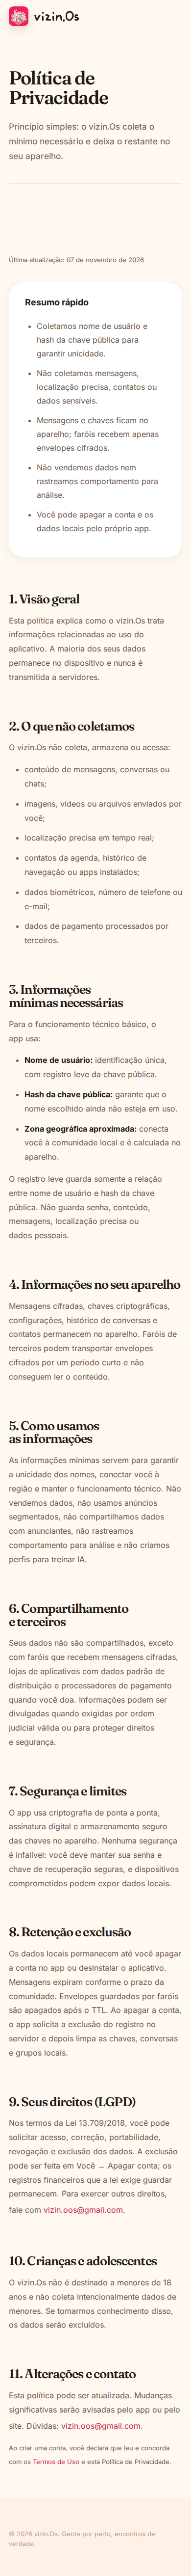 vizin.Os
Política de
Privacidade
Princípio simples: o vizin.Os coleta o
mínimo necessário e deixa o restante no
seu aparelho.
Última atualização: 07 de novembro de 2026
Resumo rápido
• Coletamos nome de usuário e
hash da chave pública para
garantir unicidade.
• Não coletamos mensagens,
localização precisa, contatos ou
dados sensíveis.
• Mensagens e chaves ficam no
aparelho; faróis recebem apenas
envelopes cifrados.
• Não vendemos dados nem
rastreamos comportamento para
análise.
• Você pode apagar a conta e os
dados locais pelo próprio app.
1. Visão geral
Esta política explica como o vizin.Os trata
informações relacionadas ao uso do
aplicativo. A maioria dos seus dados
permanece no dispositivo e nunca é
transmitida a servidores.
2. O que não coletamos
O vizin.Os não coleta, armazena ou acessa:
• conteúdo de mensagens, conversas ou
chats;
• imagens, vídeos ou arquivos enviados por
você;
• localização precisa em tempo real;
• contatos da agenda, histórico de
navegação ou apps instalados;
• dados biométricos, número de telefone ou
e-mail;
• dados de pagamento processados por
terceiros.
3. Informações
mínimas necessárias
Para o funcionamento técnico básico, o
app usa:
• Nome de usuário: identificação única,
com registro leve da chave pública.
• Hash da chave pública: garante que o
nome escolhido ainda não esteja em uso.
• Zona geográfica aproximada: conecta
você à comunidade local e é calculada no
aparelho.
O registro leve guarda somente a relação
entre nome de usuário e hash da chave
pública. Não guarda senha, conteúdo,
mensagens, localização precisa ou
dados pessoais.
4. Informações no seu aparelho
Mensagens cifradas, chaves criptográficas,
configurações, histórico de conversas e
contatos permanecem no aparelho. Faróis de
terceiros podem transportar envelopes
cifrados por um período curto e não
conseguem ler o conteúdo.
5. Como usamos
as informações
As informações mínimas servem para garantir
a unicidade dos nomes, conectar você à
região e manter o funcionamento técnico. Não
vendemos dados, não usamos anúncios
segmentados, não compartilhamos dados
com anunciantes, não rastreamos
comportamento para análise e não criamos
perfis para treinar IA.
6. Compartilhamento
e terceiros
Seus dados não são compartilhados, exceto
com faróis que recebem mensagens cifradas,
lojas de aplicativos com dados padrão de
distribuição e processadores de pagamento
quando você doa. Informações podem ser
divulgadas quando exigidas por ordem
judicial válida ou para proteger direitos
e segurança.
7. Segurança e limites
O app usa criptografia de ponta a ponta,
assinatura digital e armazenamento seguro
das chaves no aparelho. Nenhuma segurança
é infalível: você deve manter sua senha e
chave de recuperação seguras, e dispositivos
comprometidos podem expor dados locais.
8. Retenção e exclusão
Os dados locais permanecem até você apagar
a conta no app ou desinstalar o aplicativo.
Mensagens expiram conforme o prazo da
comunidade. Envelopes guardados por faróis
são apagados após o TTL. Ao apagar a conta,
o app solicita a exclusão do registro no
servidor e depois limpa as chaves, conversas
e grupos locais.
9. Seus direitos (LGPD)
Nos termos da Lei 13.709/2018, você pode
solicitar acesso, correção, portabilidade,
revogação e exclusão dos dados. A exclusão
pode ser feita em Você → Apagar conta; os
registros financeiros que a lei exige guardar
permanecem. Para exercer outros direitos,
fale com vizin.oos@gmail.com.
10. Crianças e adolescentes
O vizin.Os não é destinado a menores de 18
anos e não coleta intencionalmente dados de
menores. Se tomarmos conhecimento disso,
os dados serão excluídos.
11. Alterações e contato
Esta política pode ser atualizada. Mudanças
significativas serão avisadas pelo app ou pelo
site. Dúvidas: vizin.oos@gmail.com.
Ao criar uma conta, você declara que leu e concorda
com os Termos de Uso e esta Política de Privacidade.
© 2026 vizin.Os. Gente por perto, encontros de
verdade.